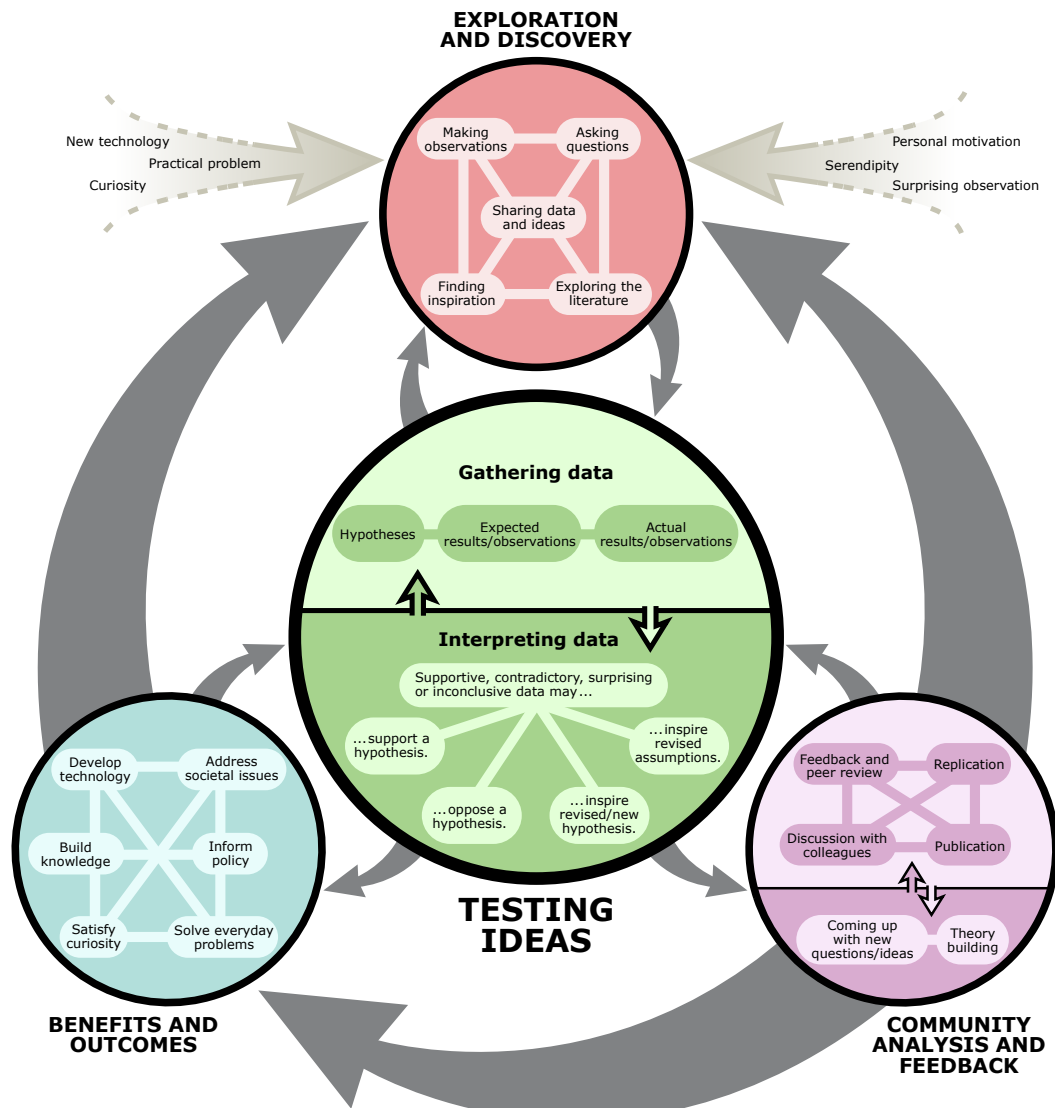 EXPLORATION
AND DISCOVERY
New technology
Practical problem
Curiosity
Personal motivation
Serendipity
Surprising observation
Making
observations
Asking
questions
Sharing data
and ideas
Finding
inspiration
Exploring the
literature
Gathering data
Hypotheses
Expected
results/observations
Actual
results/observations
Interpreting data
Supportive, contradictory, surprising
or inconclusive data may...
...support a
hypothesis.
...oppose a
hypothesis.
...inspire
revised/new
hypothesis.
...inspire
revised
assumptions.
TESTING
IDEAS
Develop
technology
Address
societal issues
Build
knowledge
Inform
policy
Satisfy
curiosity
Solve everyday
problems
BENEFITS AND
OUTCOMES
Feedback and
peer review
Replication
Discussion with
colleagues
Publication
Coming up
with new
questions/ideas
Theory
building
COMMUNITY
ANALYSIS AND
FEEDBACK